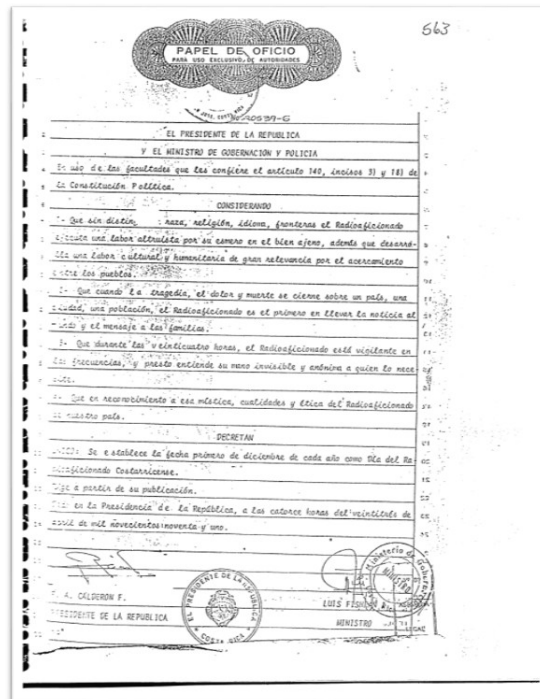 563
PAPEL DE OFICIO
PARA USO EXCLUSIVO DE AUTORIDADES
EL PRESIDENTE DE LA REPUBLICA
Y EL MINISTRO DE GOBERNACIÓN Y POLICIA
En uso de las facultades que les confiere el artículo 140, incisos 3) y 18) de
la Constitución Política.
CONSIDERANDO
Que sin distin raza, religión, idioma, fronteras el Radioaficionado
ejecuta una labor altruista por su esmero en el bien ajeno, además que desarro-
lla una labor cultural y humanitaria de gran relevancia por el acercamiento
entre los pueblos.
2- Que cuando la tragedia, el dolor y muerte se cierne sobre un país, una
ciudad, una población, el Radioaficionado es el primero en llevar la noticia al
mundo y el mensaje a las familias.
3- Que durante las veinticuatro horas, el Radioaficionado está vigilante en
las frecuencias, y presto extiende su mano invisible y anónima a quien lo nece-
Que en reconocimiento a esa mística, cualidades y ética del Radioaficionado
de nuestro país.
DECRETAN
Se establece la fecha primero de diciembre de cada año como Día del Ra-
dioaficionado Costarricense.
Rige a partir de su publicación.
en la Presidencia de la República, a las catorce horas del veintitrés de
abril de mil novecientos noventa y uno.
A. CALDERON F.
PRESIDENTE DE LA REPUBLICA
EL PRESIDENTE DE LA REPUBLICA
COSTA RICA
LUIS FISHMAN
MINISTRO
Ministerio de Gobernación
MINISTRO